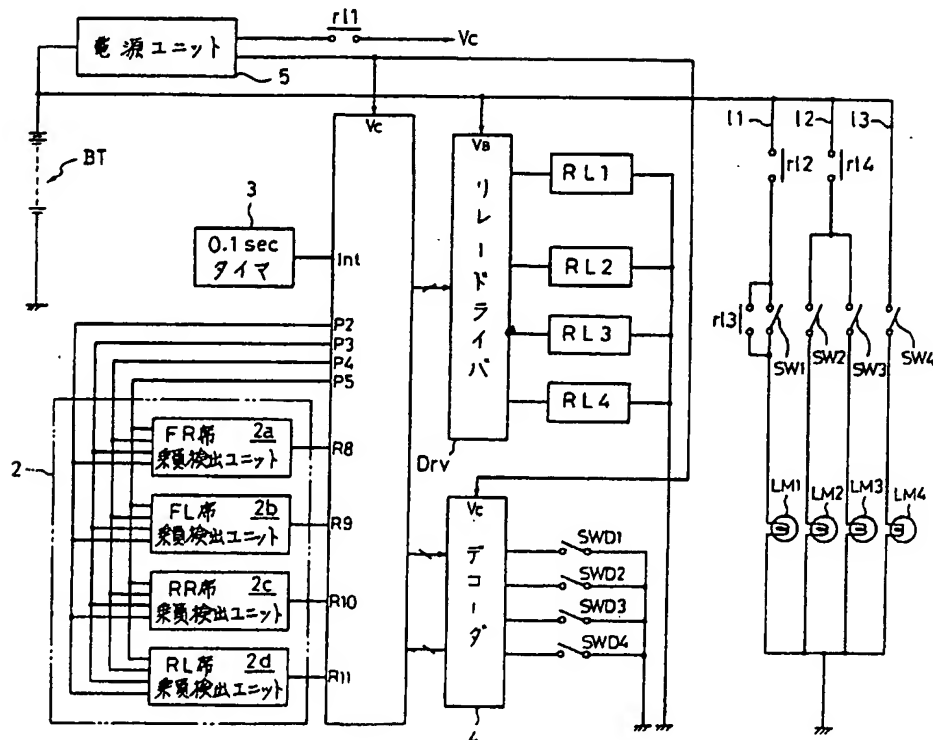 電源ユニット
5
rl1
Vc
BT
3
0.1 sec
タイマ
Int
Vc
P2
P3
P4
P5
2
FR席 2a
乗員検出ユニット
R8
FL席 2b
乗員検出ユニット
R9
RR席 2c
乗員検出ユニット
R10
RL席 2d
乗員検出ユニット
R11
VB
リレードライバ
Drv
RL1
RL2
RL3
RL4
Vc
デコーダ
4
SWD1
SWD2
SWD3
SWD4
l1
l2
l3
rl2
rl4
rl3
SW1
SW2
SW3
SW4
LM1
LM2
LM3
LM4